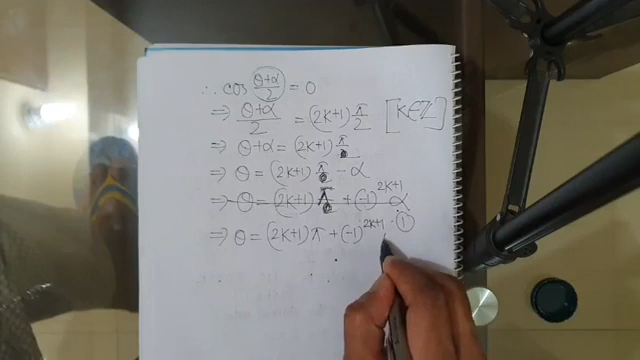 ∴ cos (θ+α)/2 = 0
⇒ (θ+α)/2 = (2k+1) π/2 [k∈ℤ]
⇒ θ+α = (2k+1) π
⇒ θ = (2k+1) π - α
⇒ θ = (2k+1) π + (-1)^2k+1 α
⇒ θ = (2k+1) π + (-1)^2k+1 · ①